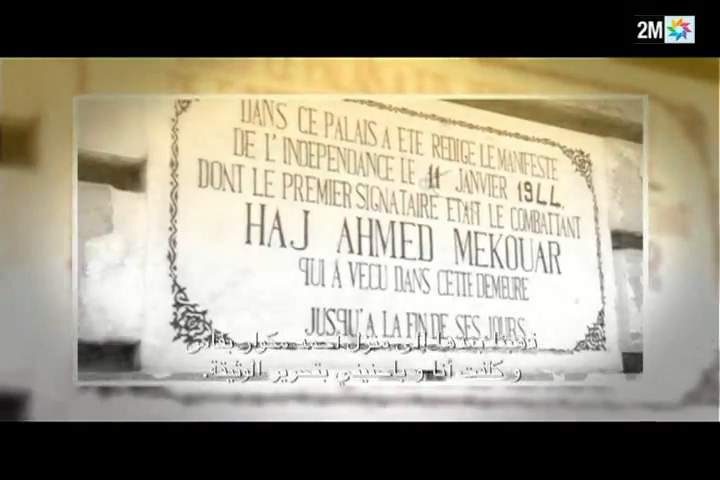 2M
DANS CE PALAIS A ETE REDIGE LE MANIFESTE
DE L'INDEPENDANCE LE 11 JANVIER 1944.
DONT LE PREMIER SIGNATAIRE ETAIT LE COMBATTANT
HAJ AHMED MEKOUAR
QUI A VECU DANS CETTE DEMEURE
JUSQU'A LA FIN DE SES JOURS
ذهبنا بعدها إلى منزل أحمد مكوار بفاس
و كلفت أنا و باحنيني بتحرير الوثيقة.